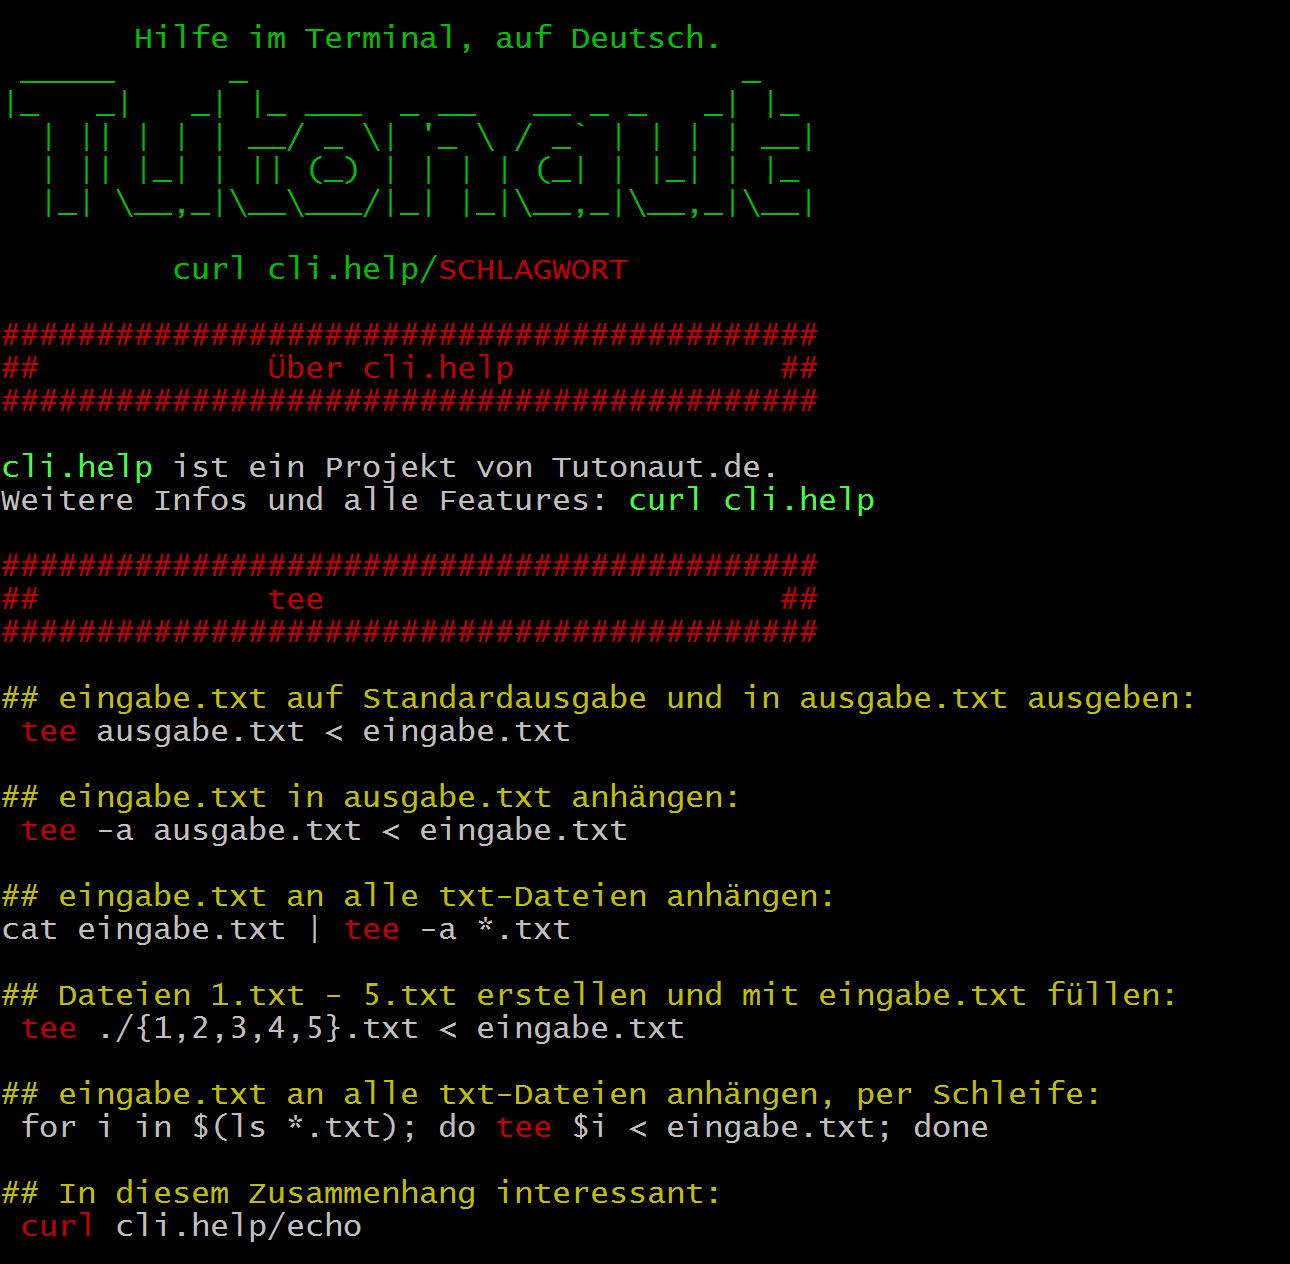 Hilfe im Terminal, auf Deutsch.
Tutonaut
curl cli.help/SCHLAGWORT
###########################################
## Über cli.help ##
###########################################
cli.help ist ein Projekt von Tutonaut.de.
Weitere Infos und alle Features: curl cli.help
###########################################
## tee ##
###########################################
## eingabe.txt auf Standardausgabe und in ausgabe.txt ausgeben:
tee ausgabe.txt < eingabe.txt
## eingabe.txt in ausgabe.txt anhängen:
tee -a ausgabe.txt < eingabe.txt
## eingabe.txt an alle txt-Dateien anhängen:
cat eingabe.txt | tee -a *.txt
## Dateien 1.txt - 5.txt erstellen und mit eingabe.txt füllen:
tee ./{1,2,3,4,5}.txt < eingabe.txt
## eingabe.txt an alle txt-Dateien anhängen, per Schleife:
for i in $(ls *.txt); do tee $i < eingabe.txt; done
## In diesem Zusammenhang interessant:
curl cli.help/echo